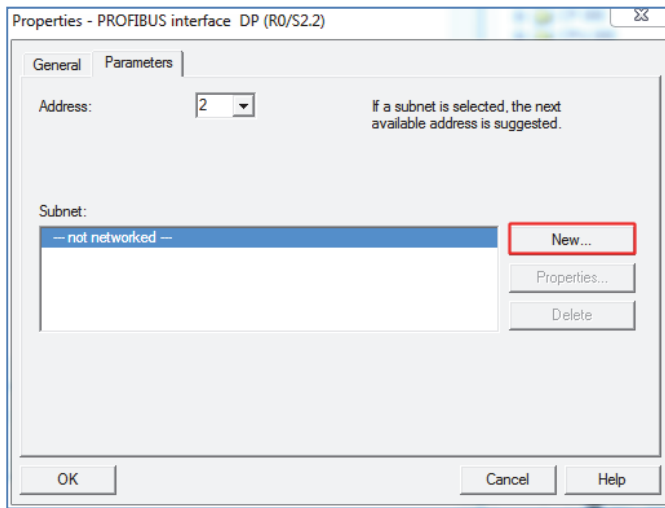 Properties - PROFIBUS interface DP (R0/S2.2)
General
Parameters
Address:
2
If a subnet is selected, the next
available address is suggested.
Subnet:
--- not networked ---
New...
Properties...
Delete
OK
Cancel
Help